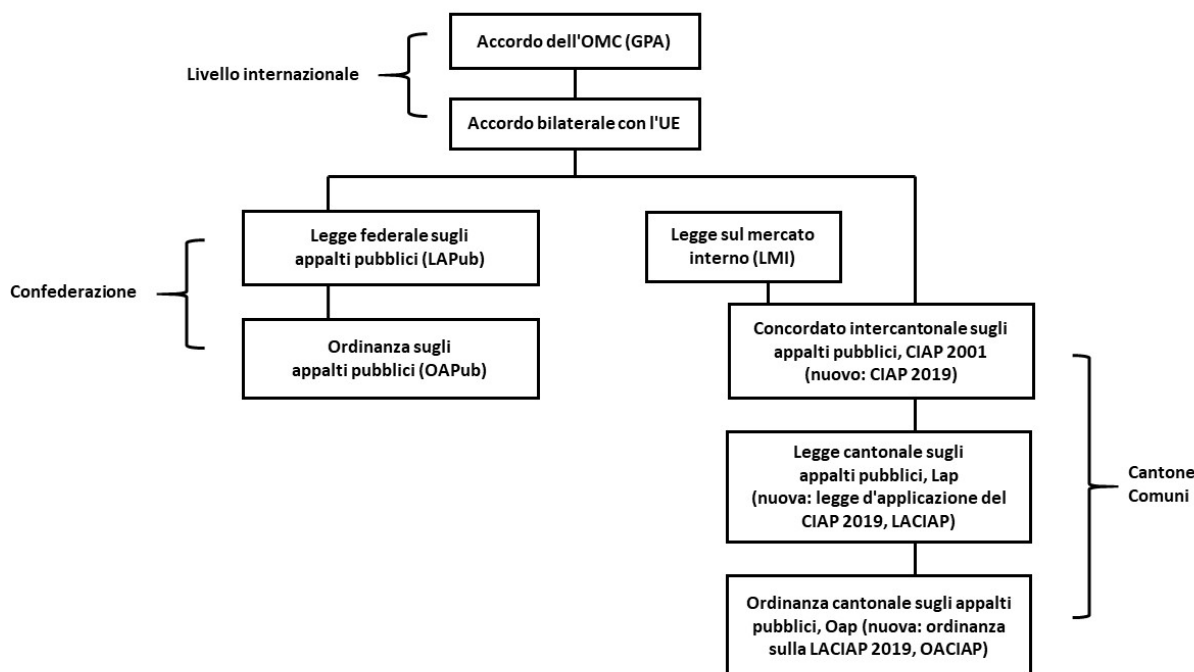 Accordo dell'OMC (GPA)
Livello internazionale
Accordo bilaterale con l'UE
Legge federale sugli
appalti pubblici (LAPub)
Legge sul mercato
interno (LMI)
Confederazione
Ordinanza sugli
appalti pubblici (OAPub)
Concordato intercantonale sugli
appalti pubblici, CIAP 2001
(nuovo: CIAP 2019)
Legge cantonale sugli
appalti pubblici, Lap
(nuova: legge d'applicazione del
CIAP 2019, LACIAP)
Cantone
Comuni
Ordinanza cantonale sugli appalti
pubblici, Oap (nuova: ordinanza
sulla LACIAP 2019, OACIAP)